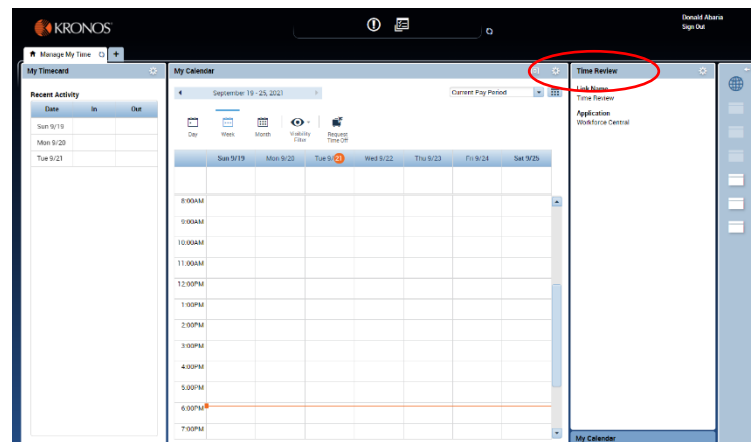 KRONOS
Donald Abaria
Sign Out
Manage My Time
My Timecard
Recent Activity
Date In Out
Sun 9/19
Mon 9/20
Tue 9/21
My Calendar
September 19 - 25, 2021
Current Pay Period
Day
Week
Month
Visibility Filter
Request Time Off
Sun 9/19 Mon 9/20 Tue 9/21 Wed 9/22 Thu 9/23 Fri 9/24 Sat 9/25
8:00AM
9:00AM
10:00AM
11:00AM
12:00PM
1:00PM
2:00PM
3:00PM
4:00PM
5:00PM
6:00PM
7:00PM
Time Review
Link Name
Time Review
Application
Workforce Central
My Calendar